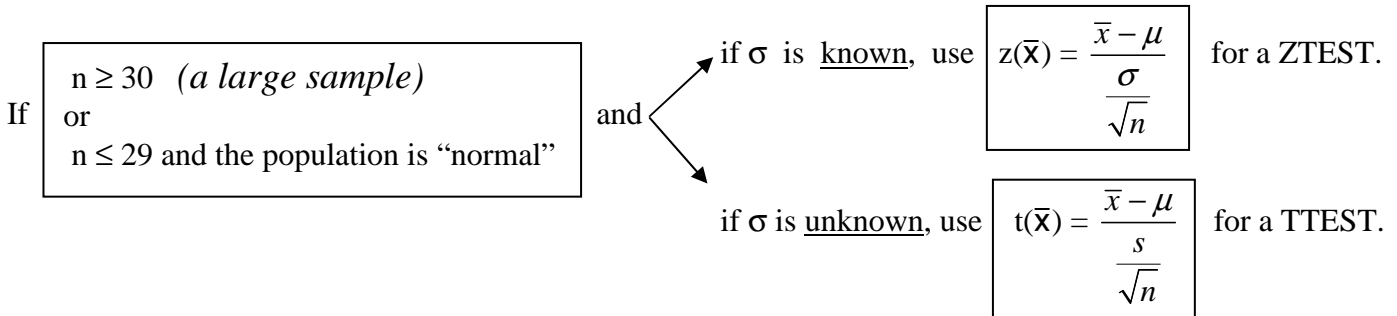 if σ is known, use z(x̅) = (x̅ − μ) / (σ / √n) for a ZTEST.
If n ≥ 30 (a large sample)
or
n ≤ 29 and the population is “normal”
and
if σ is unknown, use t(x̅) = (x̅ − μ) / (s / √n) for a TTEST.